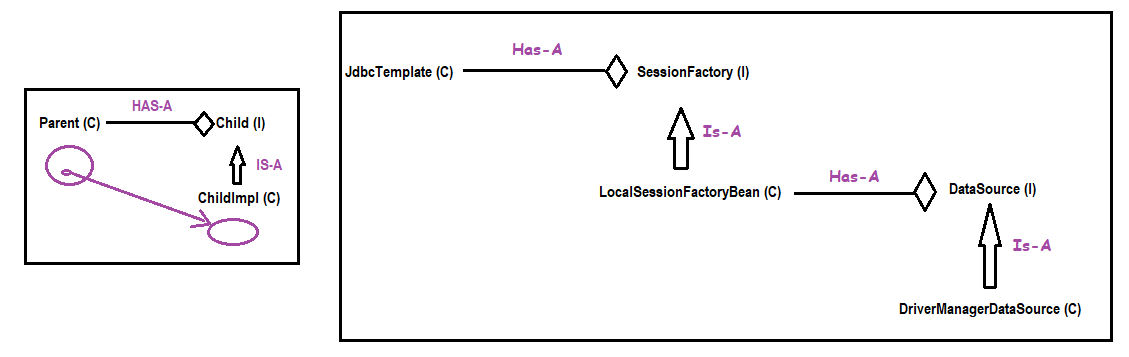 HAS-A
Parent (C) Child (I)
IS-A
ChildImpl (C)
Has-A
JdbcTemplate (C) SessionFactory (I)
Is-A
Has-A
LocalSessionFactoryBean (C) DataSource (I)
Is-A
DriverManagerDataSource (C)